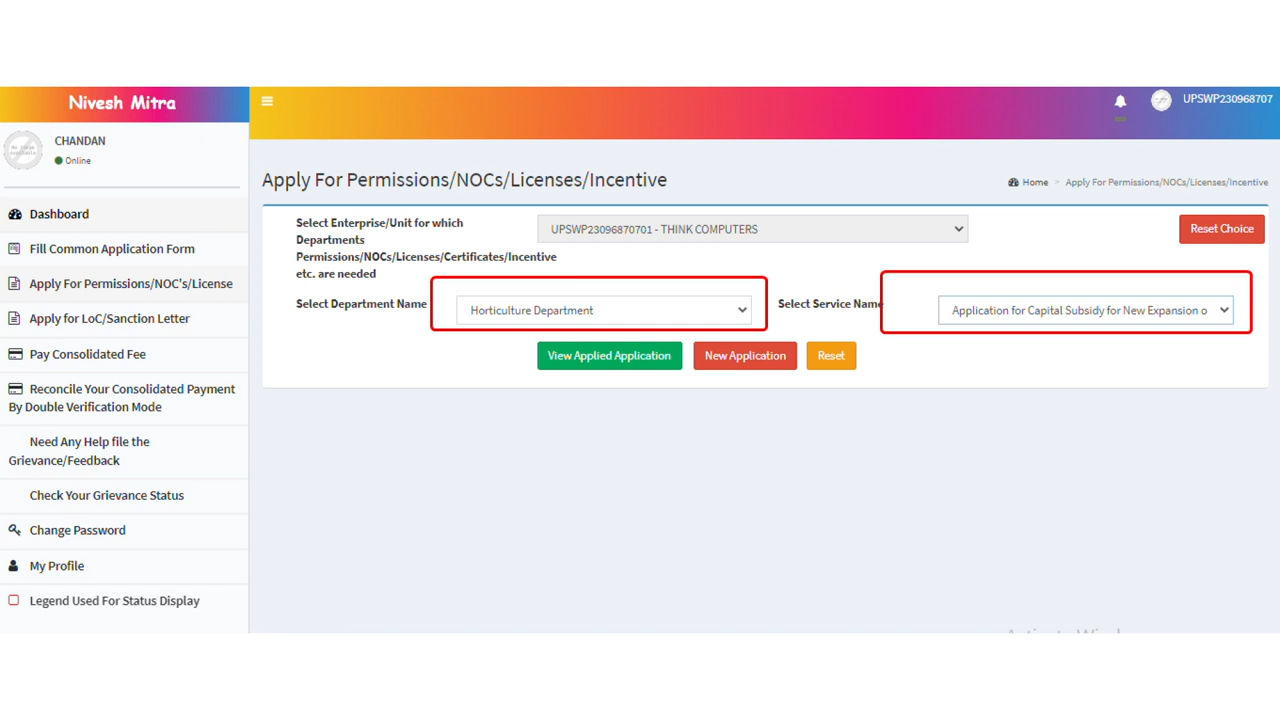 Nivesh Mitra
UPSWP230968707
CHANDAN
Online
Dashboard
Fill Common Application Form
Apply For Permissions/NOC's/License
Apply for LoC/Sanction Letter
Pay Consolidated Fee
Reconcile Your Consolidated Payment
By Double Verification Mode
Need Any Help file the
Grievance/Feedback
Check Your Grievance Status
Change Password
My Profile
Legend Used For Status Display
Apply For Permissions/NOCs/Licenses/Incentive
Home > Apply For Permissions/NOCs/Licenses/Incentive
Select Enterprise/Unit for which
Departments
Permissions/NOCs/Licenses/Certificates/Incentive
etc. are needed
UPSWP23096870701 - THINK COMPUTERS
Reset Choice
Select Department Name
Horticulture Department
Select Service Name
Application for Capital Subsidy for New Expansion o
View Applied Application
New Application
Reset